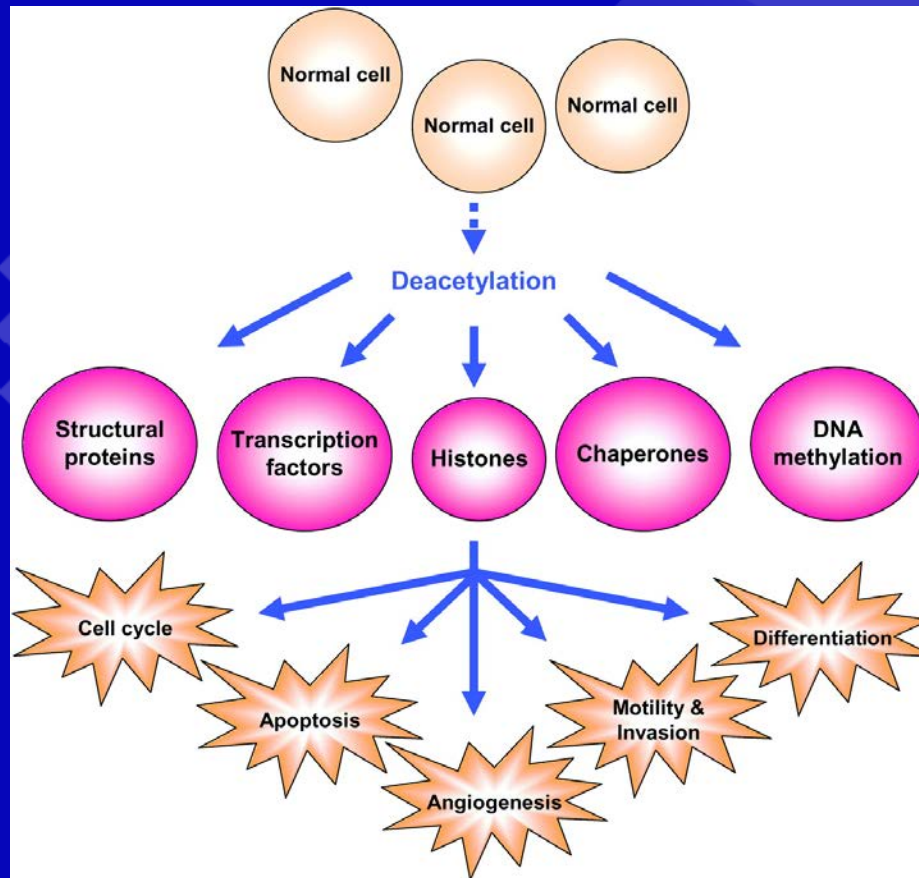 Normal cell
Normal cell
Normal cell
Deacetylation
Structural
proteins
Transcription
factors
Histones
Chaperones
DNA
methylation
Cell cycle
Apoptosis
Angiogenesis
Motility &
Invasion
Differentiation